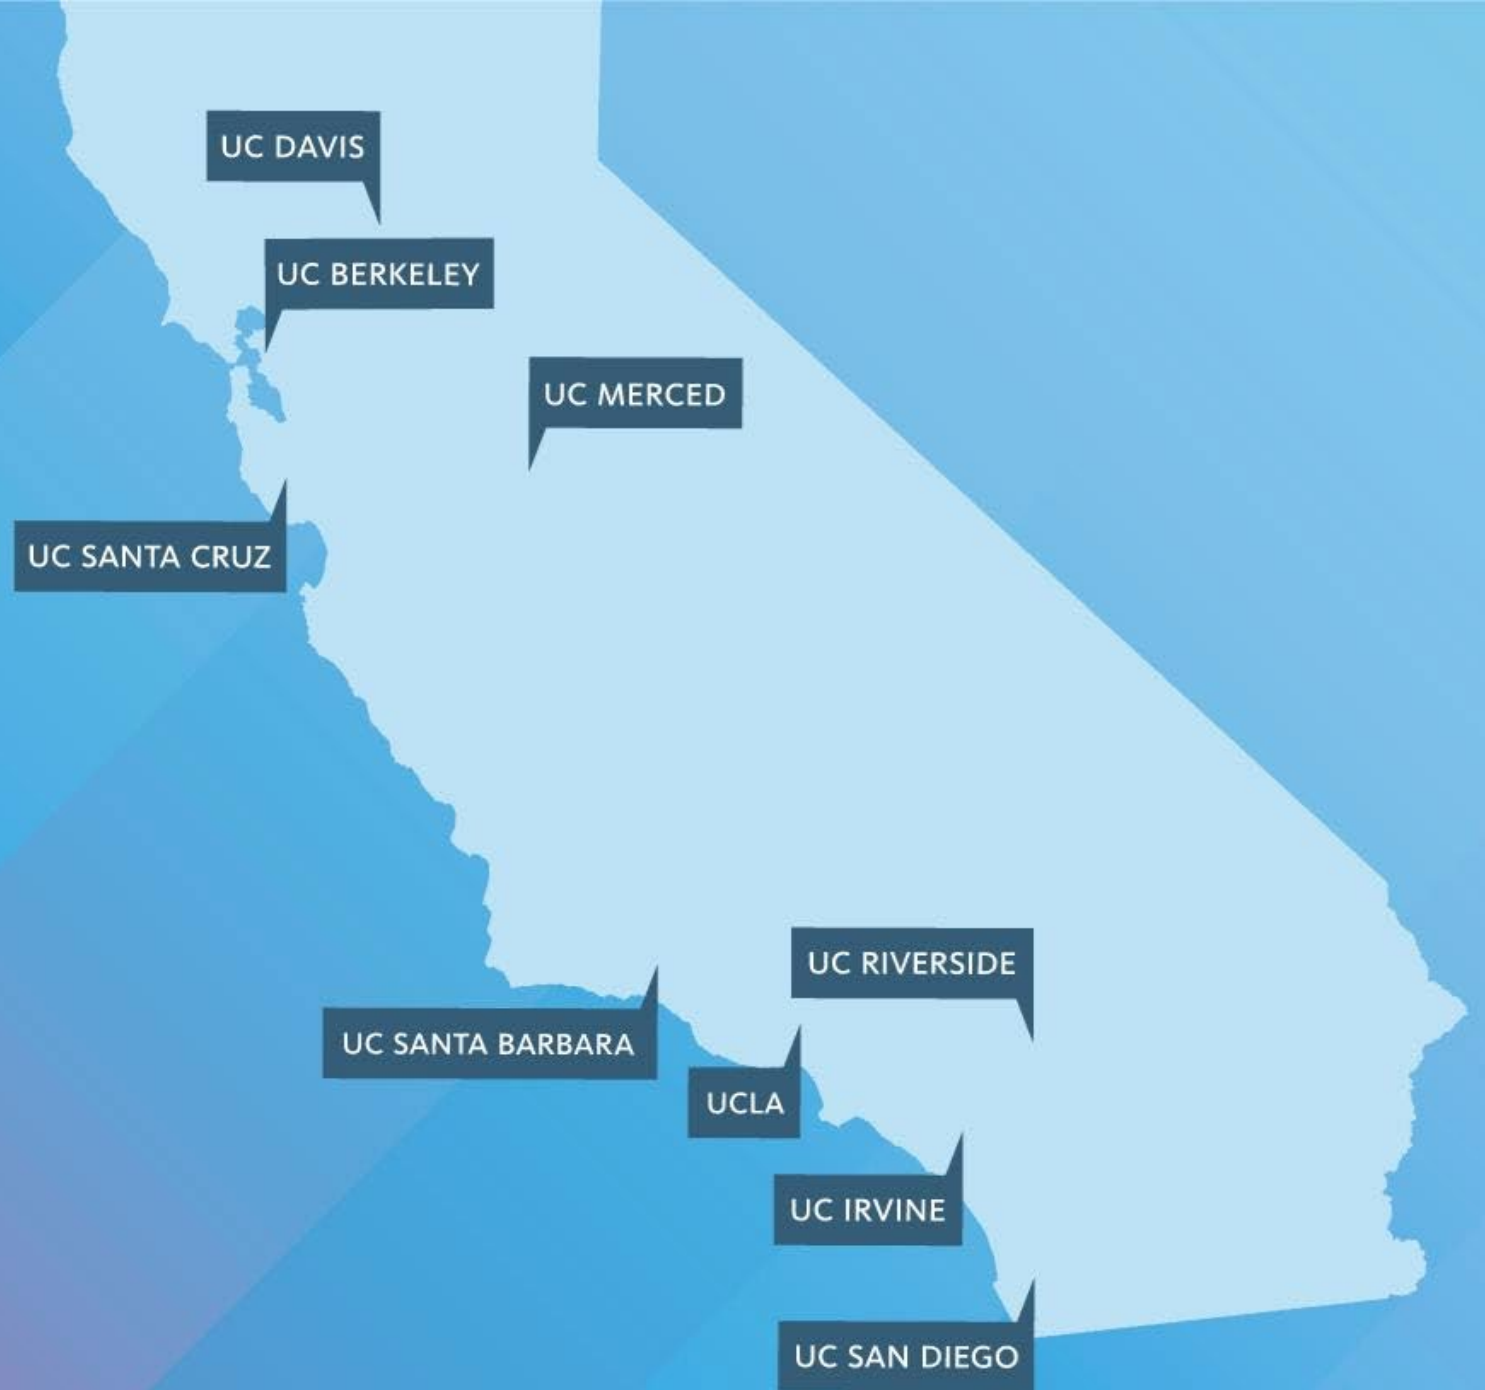 UC DAVIS
UC BERKELEY
UC MERCED
UC SANTA CRUZ
UC RIVERSIDE
UC SANTA BARBARA
UCLA
UC IRVINE
UC SAN DIEGO